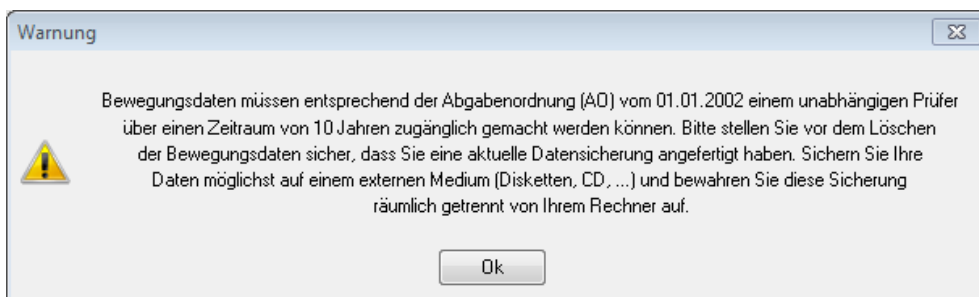 Warnung
Bewegungsdaten müssen entsprechend der Abgabenordnung (AO) vom 01.01.2002 einem unabhängigen Prüfer
über einen Zeitraum von 10 Jahren zugänglich gemacht werden können. Bitte stellen Sie vor dem Löschen
der Bewegungsdaten sicher, dass Sie eine aktuelle Datensicherung angefertigt haben. Sichern Sie Ihre
Daten möglichst auf einem externen Medium (Disketten, CD, ...) und bewahren Sie diese Sicherung
räumlich getrennt von Ihrem Rechner auf.
Ok